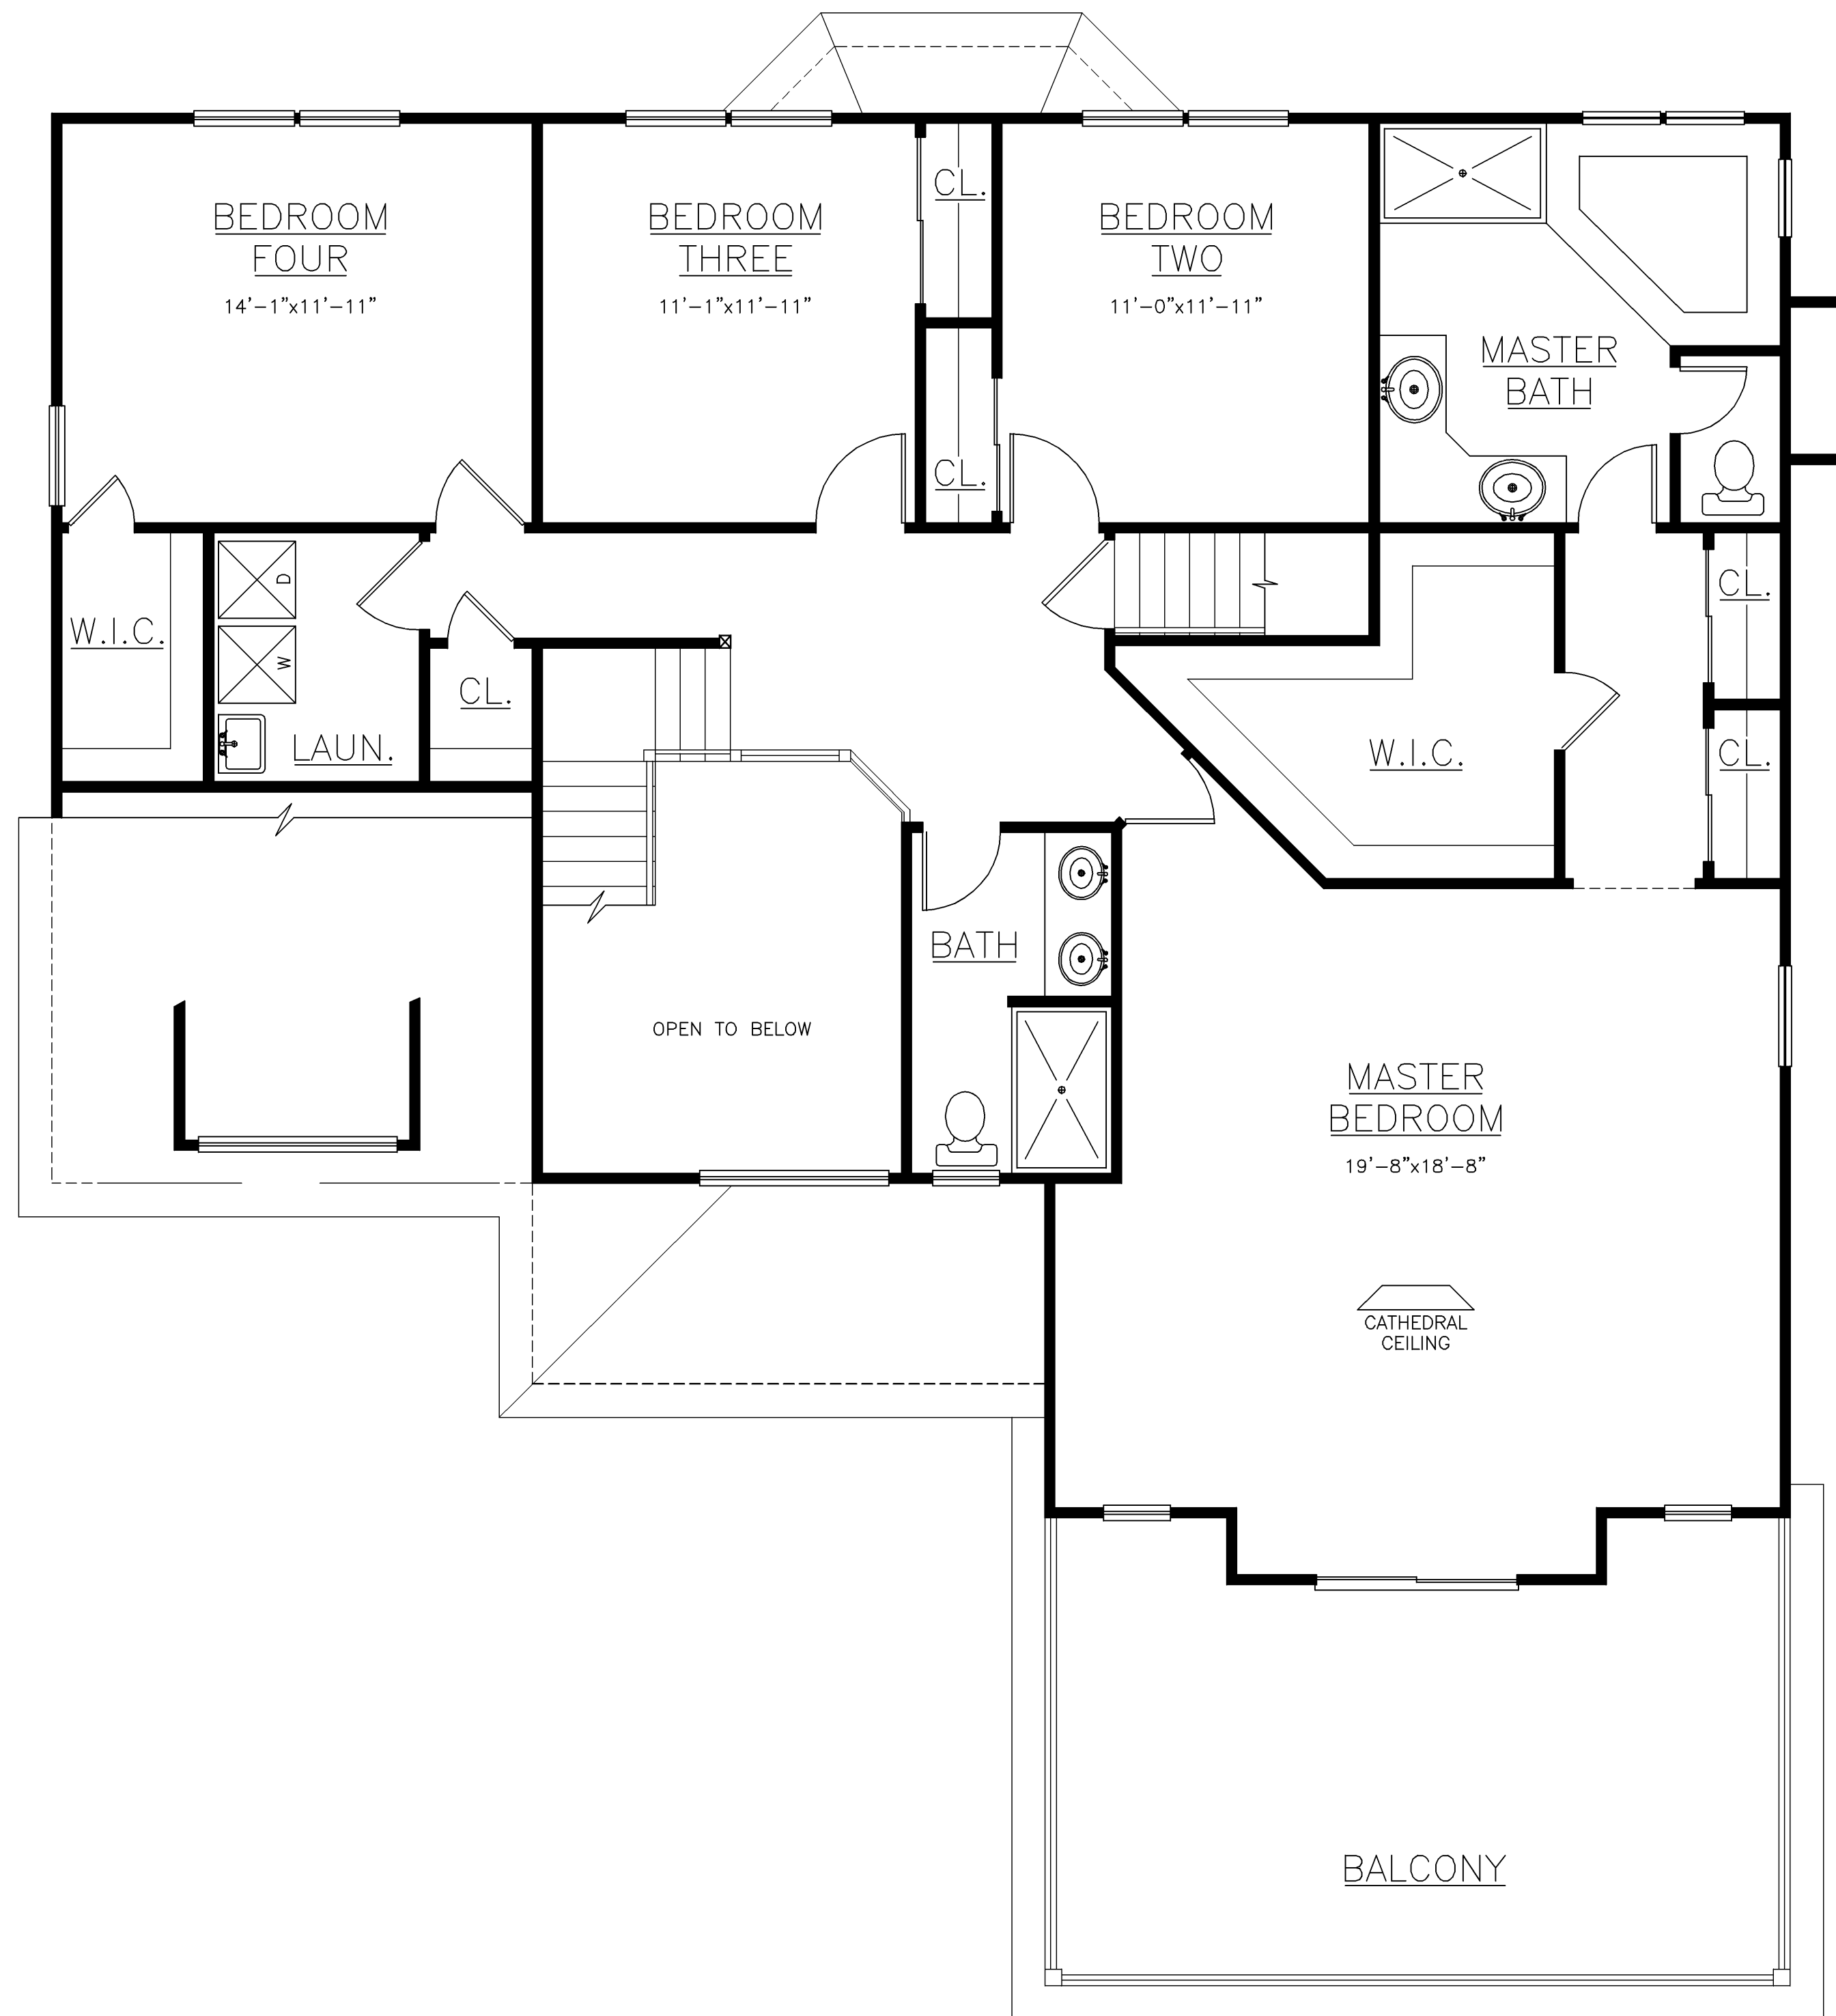 BEDROOM
FOUR
14'-1"x11'-11"
BEDROOM
THREE
11'-1"x11'-11"
CL.
CL.
BEDROOM
TWO
11'-0"x11'-11"
MASTER
BATH
W.I.C.
D
W
LAUN.
CL.
W.I.C.
CL.
CL.
BATH
OPEN TO BELOW
MASTER
BEDROOM
19'-8"x18'-8"
CATHEDRAL
CEILING
BALCONY